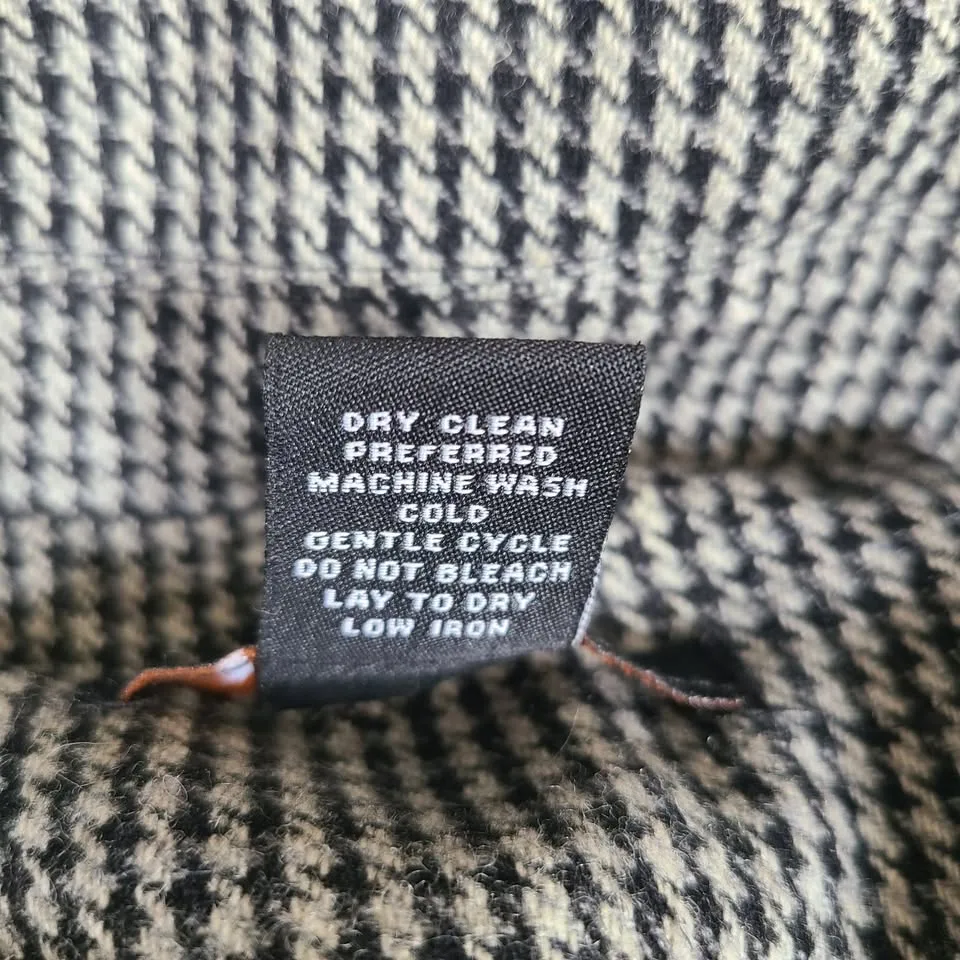 DRY CLEAN
PREFERRED
MACHINE WASH
COLD
GENTLE CYCLE
DO NOT BLEACH
LAY TO DRY
LOW IRON